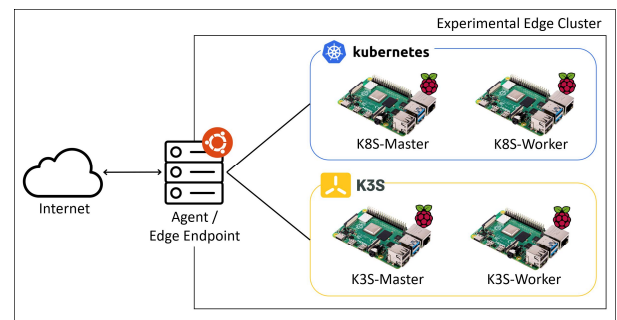 Experimental Edge Cluster
kubernetes
K8S-Master
K8S-Worker
Internet
Agent /
Edge Endpoint
K3S
K3S-Master
K3S-Worker